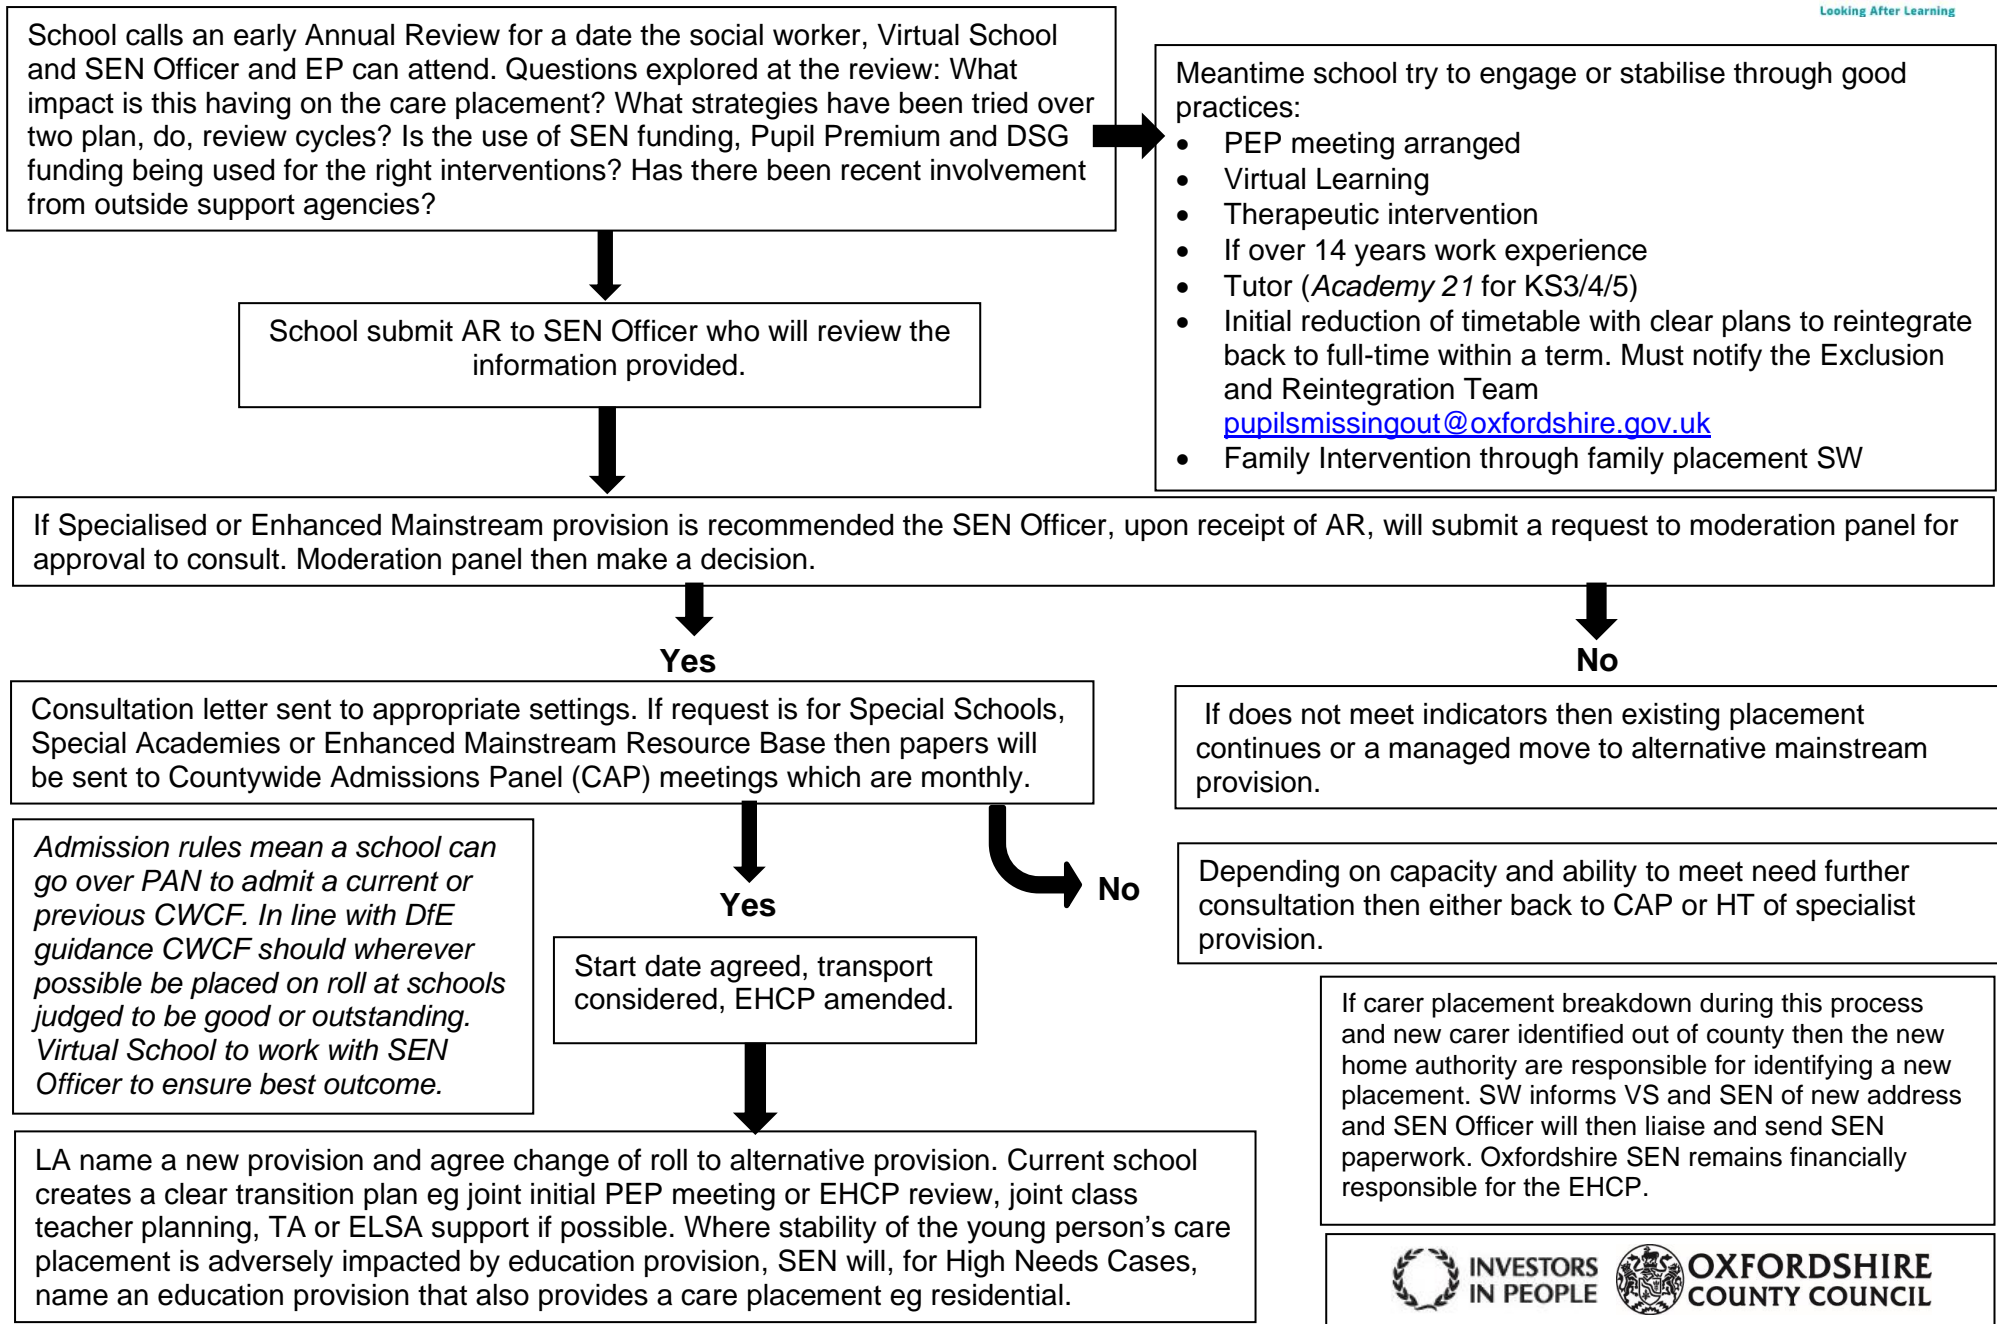 Looking After Learning
School calls an early Annual Review for a date the social worker, Virtual School
and SEN Officer and EP can attend. Questions explored at the review: What
impact is this having on the care placement? What strategies have been tried over
two plan, do, review cycles? Is the use of SEN funding, Pupil Premium and DSG
funding being used for the right interventions? Has there been recent involvement
from outside support agencies?
Meantime school try to engage or stabilise through good
practices:
• PEP meeting arranged
• Virtual Learning
• Therapeutic intervention
• If over 14 years work experience
• Tutor (Academy 21 for KS3/4/5)
• Initial reduction of timetable with clear plans to reintegrate
back to full-time within a term. Must notify the Exclusion
and Reintegration Team
pupilsmissingout@oxfordshire.gov.uk
• Family Intervention through family placement SW
School submit AR to SEN Officer who will review the
information provided.
If Specialised or Enhanced Mainstream provision is recommended the SEN Officer, upon receipt of AR, will submit a request to moderation panel for
approval to consult. Moderation panel then make a decision.
Yes
No
Consultation letter sent to appropriate settings. If request is for Special Schools,
Special Academies or Enhanced Mainstream Resource Base then papers will
be sent to Countywide Admissions Panel (CAP) meetings which are monthly.
If does not meet indicators then existing placement
continues or a managed move to alternative mainstream
provision.
Admission rules mean a school can
go over PAN to admit a current or
previous CWCF. In line with DfE
guidance CWCF should wherever
possible be placed on roll at schools
judged to be good or outstanding.
Virtual School to work with SEN
Officer to ensure best outcome.
Yes
No
Depending on capacity and ability to meet need further
consultation then either back to CAP or HT of specialist
provision.
Start date agreed, transport
considered, EHCP amended.
If carer placement breakdown during this process
and new carer identified out of county then the new
home authority are responsible for identifying a new
placement. SW informs VS and SEN of new address
and SEN Officer will then liaise and send SEN
paperwork. Oxfordshire SEN remains financially
responsible for the EHCP.
LA name a new provision and agree change of roll to alternative provision. Current school
creates a clear transition plan eg joint initial PEP meeting or EHCP review, joint class
teacher planning, TA or ELSA support if possible. Where stability of the young person's care
placement is adversely impacted by education provision, SEN will, for High Needs Cases,
name an education provision that also provides a care placement eg residential.
INVESTORS
IN PEOPLE
OXFORDSHIRE
COUNTY COUNCIL